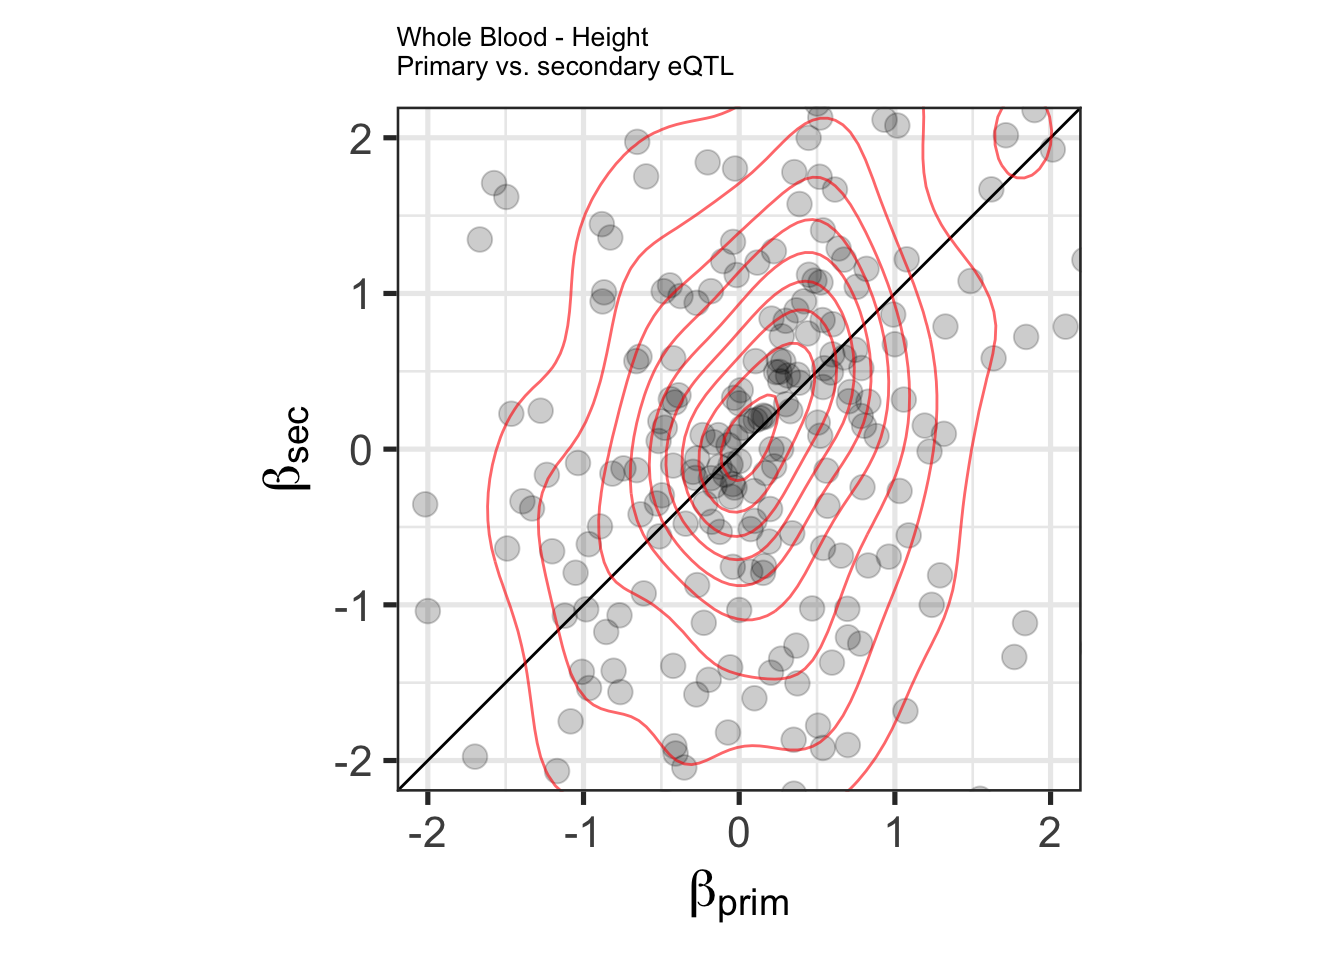 Whole Blood - Height
Primary vs. secondary eQTL
2
1
0
-1
-2
βsec
-2 -1 0 1 2
βprim